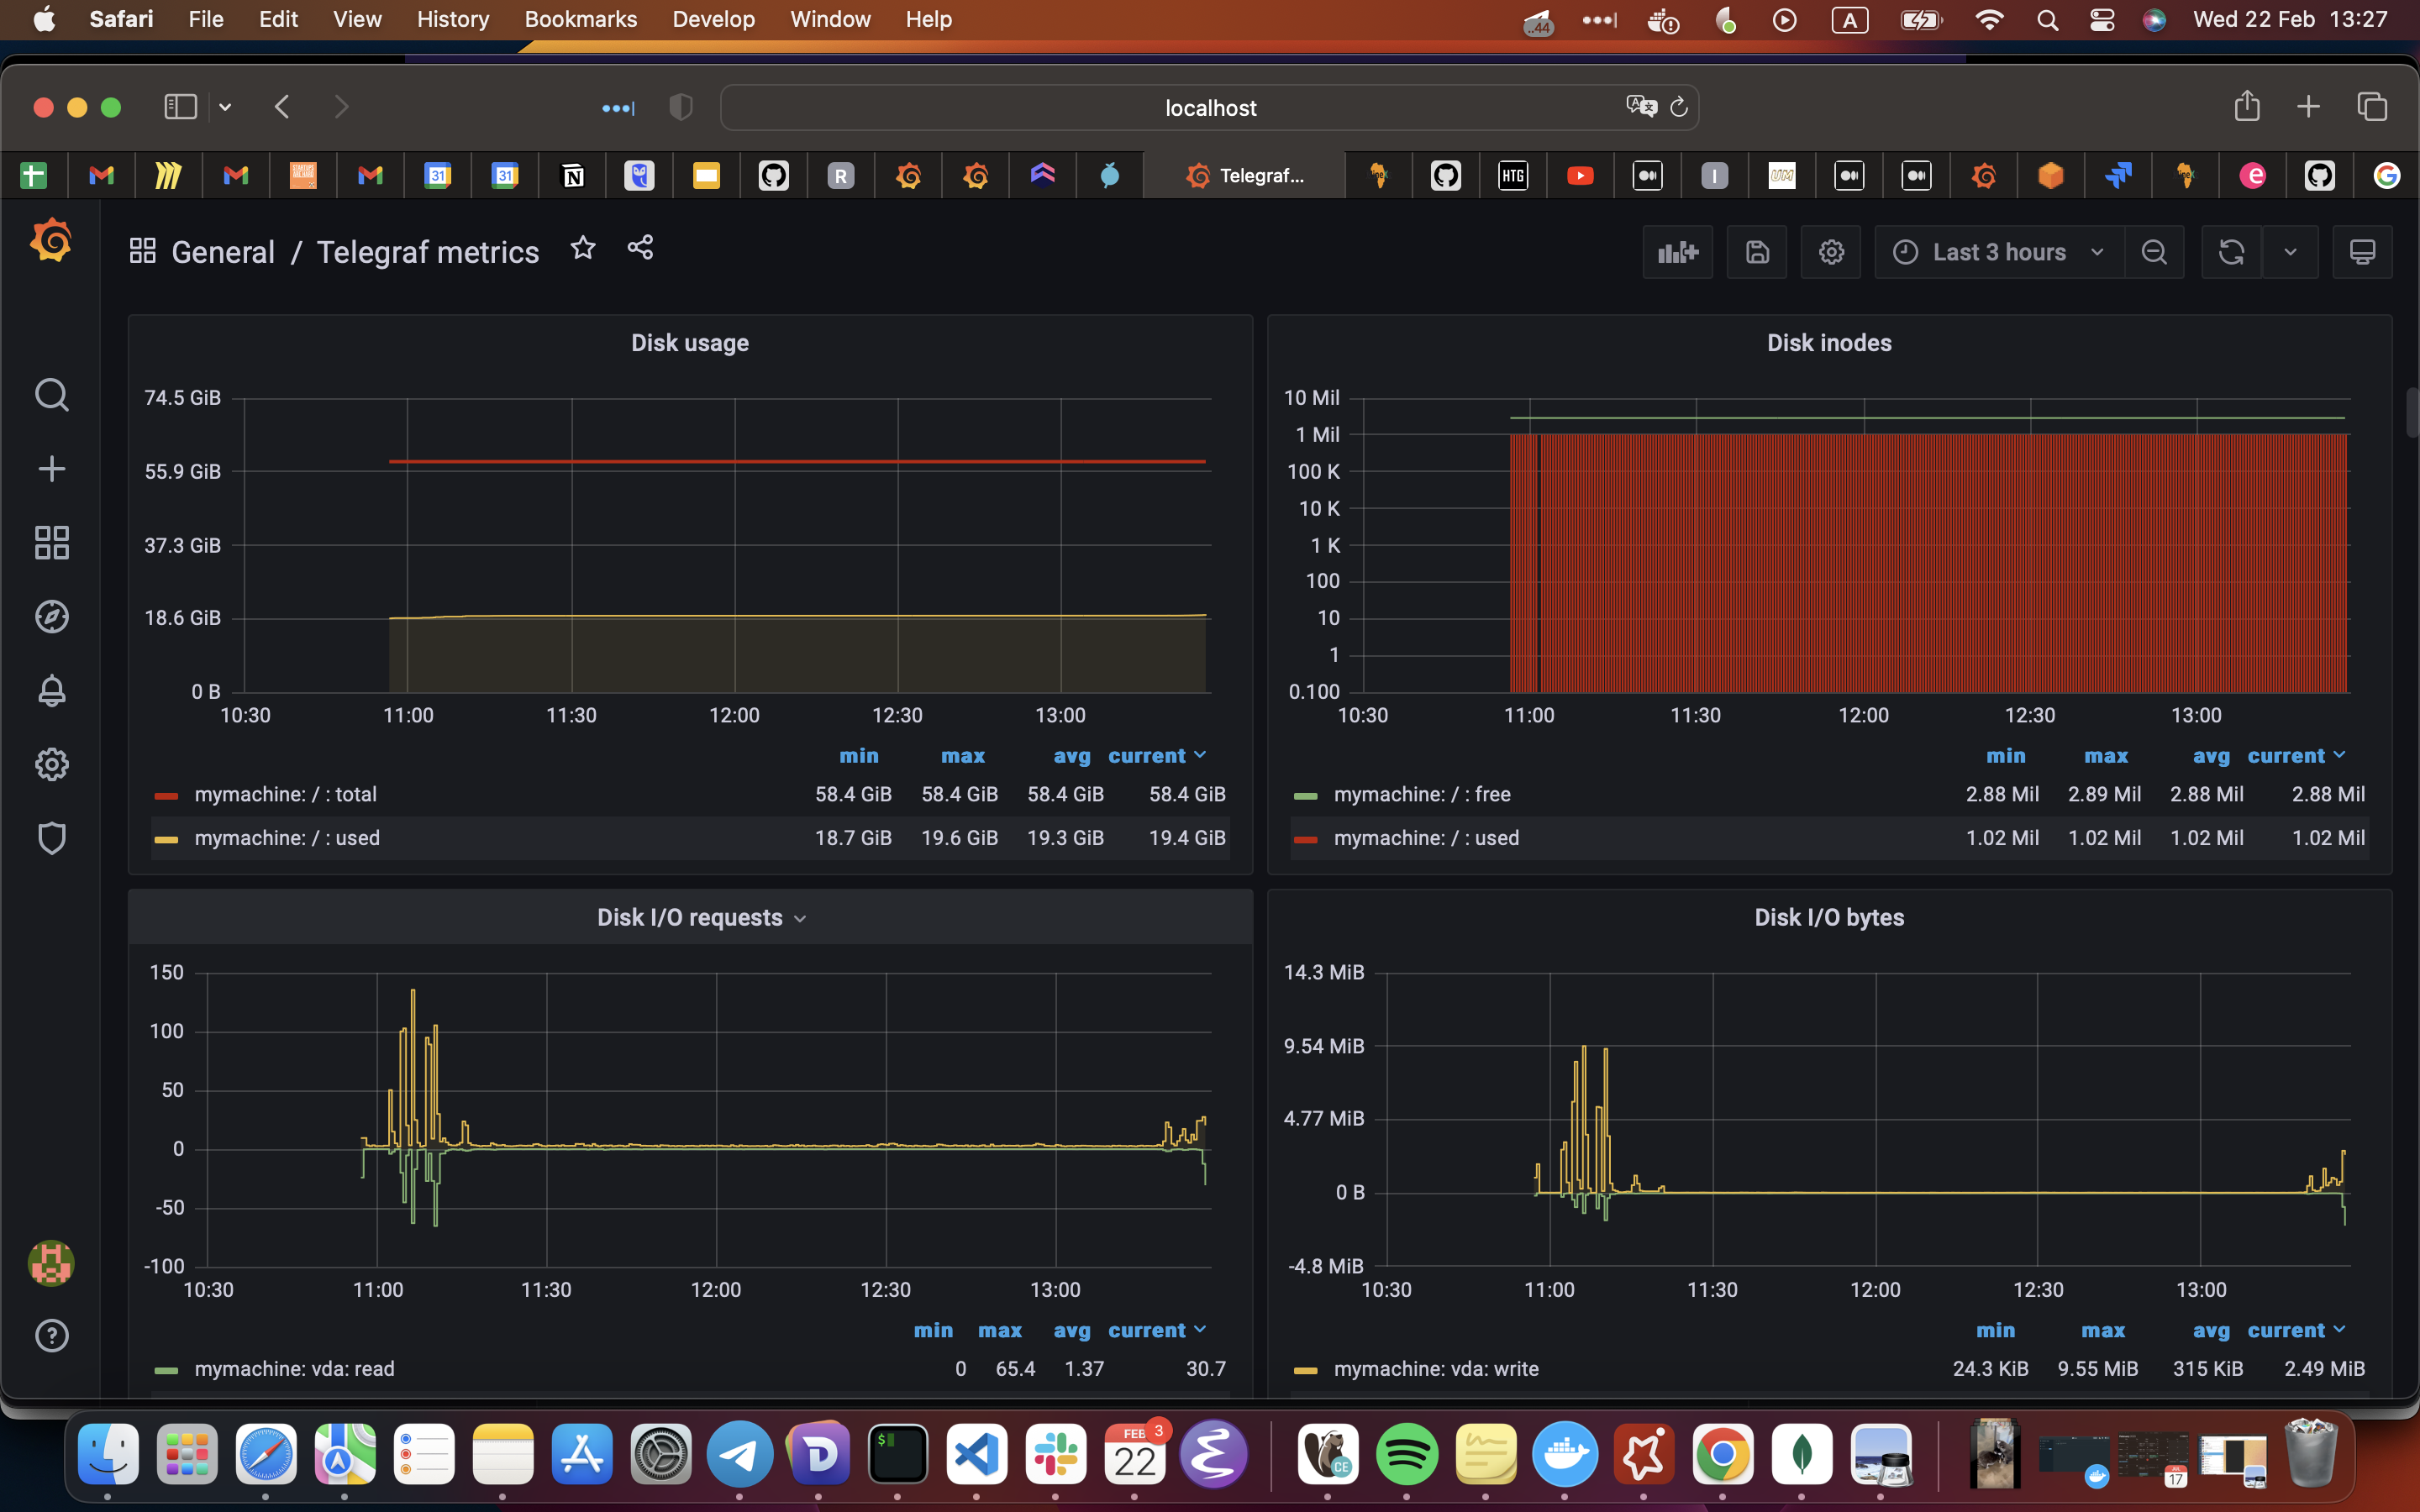 Safari File Edit View History Bookmarks Develop Window Help ..44 A Wed 22 Feb 13:27
localhost
31 31 R Telegraf... HTG I UM e
General / Telegraf metrics Last 3 hours
Disk usage
74.5 GiB
55.9 GiB
37.3 GiB
18.6 GiB
0 B
10:30 11:00 11:30 12:00 12:30 13:00
min max avg current
mymachine: / : total 58.4 GiB 58.4 GiB 58.4 GiB 58.4 GiB
mymachine: / : used 18.7 GiB 19.6 GiB 19.3 GiB 19.4 GiB
Disk inodes
10 Mil
1 Mil
100 K
10 K
1 K
100
10
1
0.100
10:30 11:00 11:30 12:00 12:30 13:00
min max avg current
mymachine: / : free 2.88 Mil 2.89 Mil 2.88 Mil 2.88 Mil
mymachine: / : used 1.02 Mil 1.02 Mil 1.02 Mil 1.02 Mil
Disk I/O requests
150
100
50
0
-50
-100
10:30 11:00 11:30 12:00 12:30 13:00
min max avg current
mymachine: vda: read 0 65.4 1.37 30.7
Disk I/O bytes
14.3 MiB
9.54 MiB
4.77 MiB
0 B
-4.8 MiB
10:30 11:00 11:30 12:00 12:30 13:00
min max avg current
mymachine: vda: write 24.3 KiB 9.55 MiB 315 KiB 2.49 MiB
FEB 3
22
CE
17